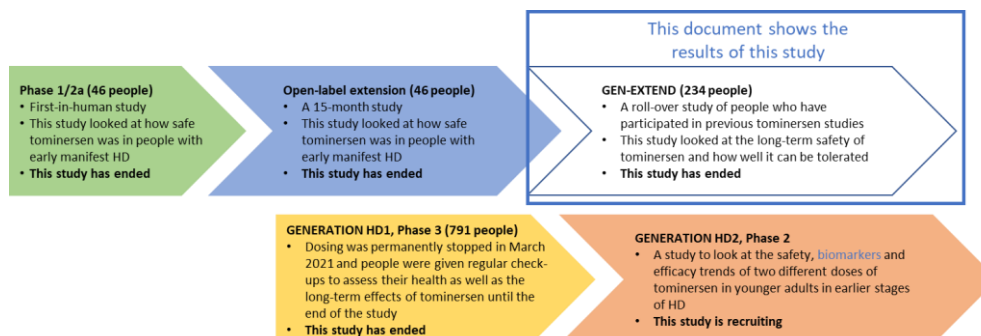 This document shows the
results of this study
Phase 1/2a (46 people)
• First-in-human study
• This study looked at how safe
tominersen was in people with
early manifest HD
• This study has ended
Open-label extension (46 people)
• A 15-month study
• This study looked at how safe
tominersen was in people with
early manifest HD
• This study has ended
GEN-EXTEND (234 people)
• A roll-over study of people who have
participated in previous tominersen studies
• This study looked at the long-term safety of
tominersen and how well it can be tolerated
• This study has ended
GENERATION HD1, Phase 3 (791 people)
• Dosing was permanently stopped in March
2021 and people were given regular check-
ups to assess their health as well as the
long-term effects of tominersen until the
end of the study
• This study has ended
GENERATION HD2, Phase 2
• A study to look at the safety, biomarkers and
efficacy trends of two different doses of
tominersen in younger adults in earlier stages
of HD
• This study is recruiting